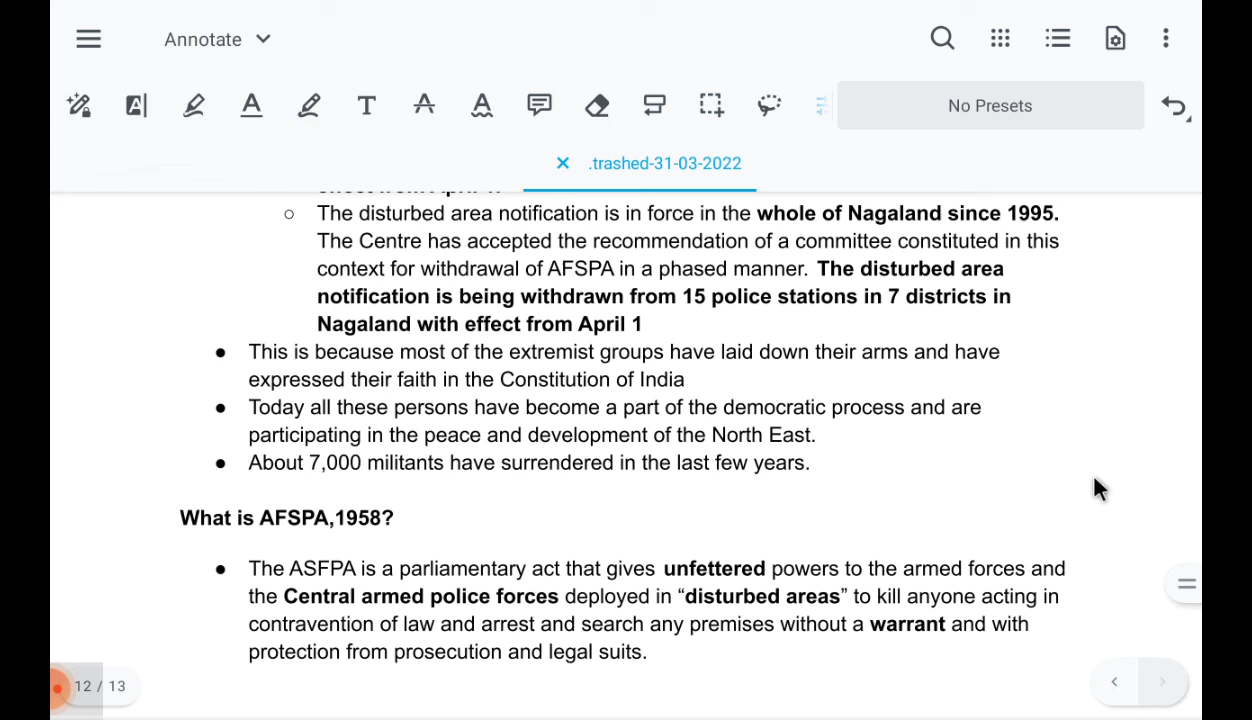 Annotate
No Presets
.trashed-31-03-2022
○ The disturbed area notification is in force in the whole of Nagaland since 1995.
The Centre has accepted the recommendation of a committee constituted in this
context for withdrawal of AFSPA in a phased manner. The disturbed area
notification is being withdrawn from 15 police stations in 7 districts in
Nagaland with effect from April 1
● This is because most of the extremist groups have laid down their arms and have
expressed their faith in the Constitution of India
● Today all these persons have become a part of the democratic process and are
participating in the peace and development of the North East.
● About 7,000 militants have surrendered in the last few years.
What is AFSPA,1958?
● The ASFPA is a parliamentary act that gives unfettered powers to the armed forces and
the Central armed police forces deployed in “disturbed areas” to kill anyone acting in
contravention of law and arrest and search any premises without a warrant and with
protection from prosecution and legal suits.
12 / 13